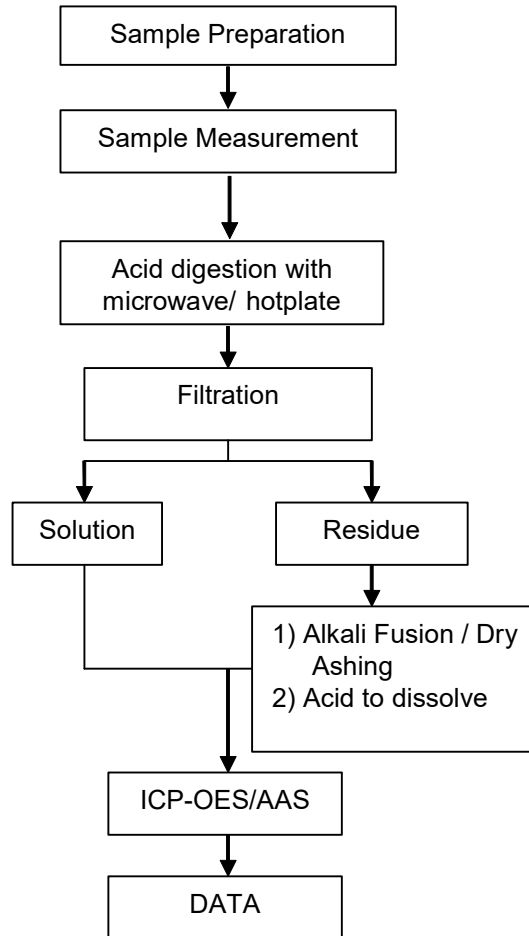 Sample Preparation
Sample Measurement
Acid digestion with
microwave/ hotplate
Filtration
Solution
Residue
1) Alkali Fusion / Dry
Ashing
2) Acid to dissolve
ICP-OES/AAS
DATA